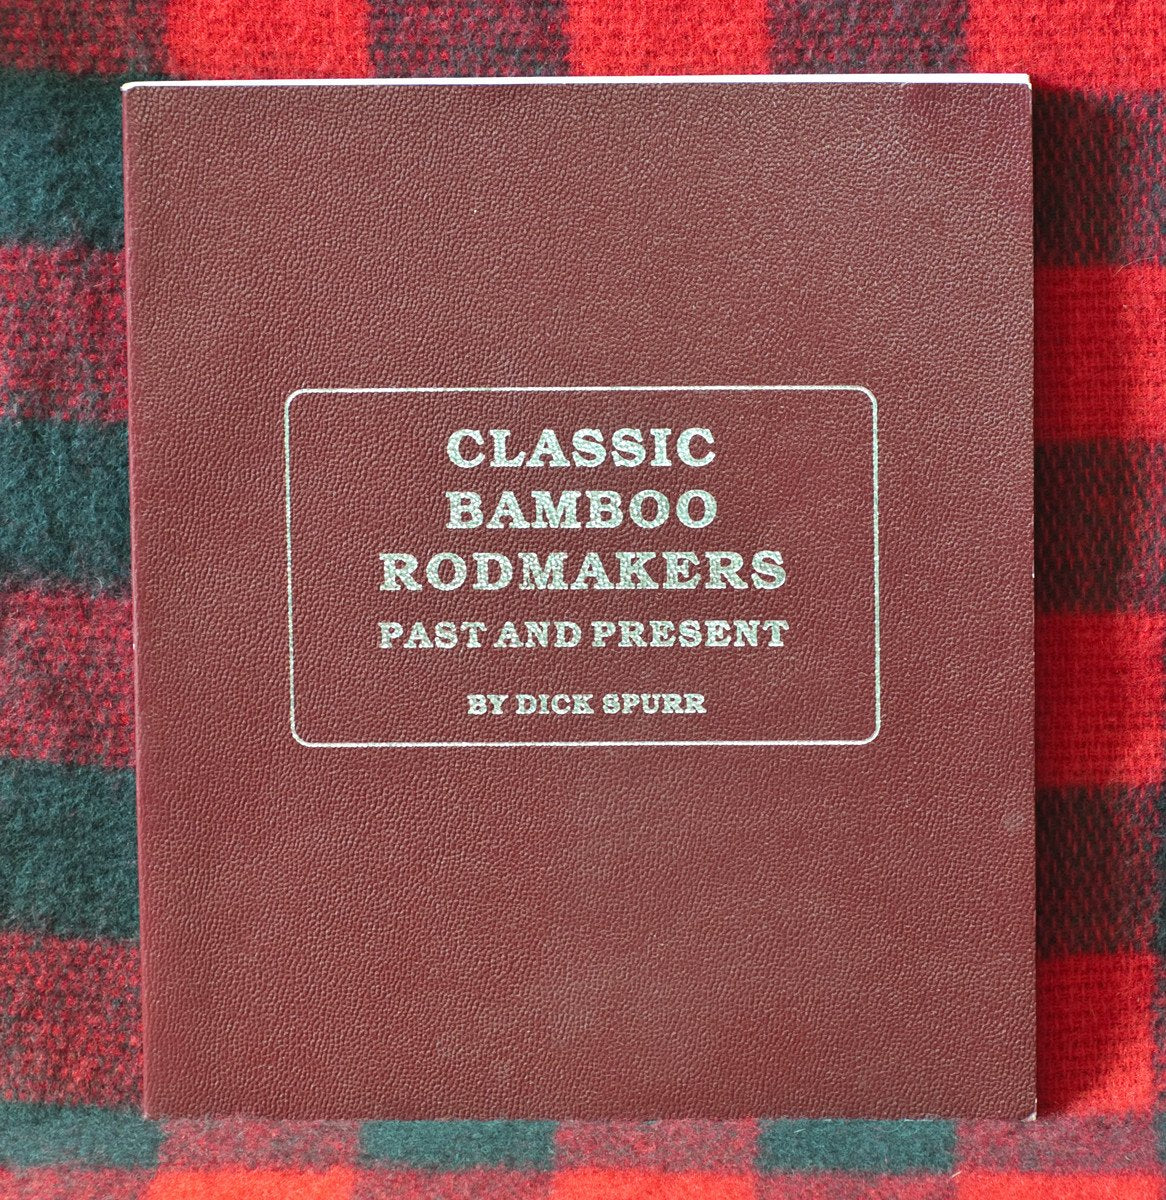 CLASSIC
BAMBOO
RODMAKERS
PAST AND PRESENT
BY DICK SPURR